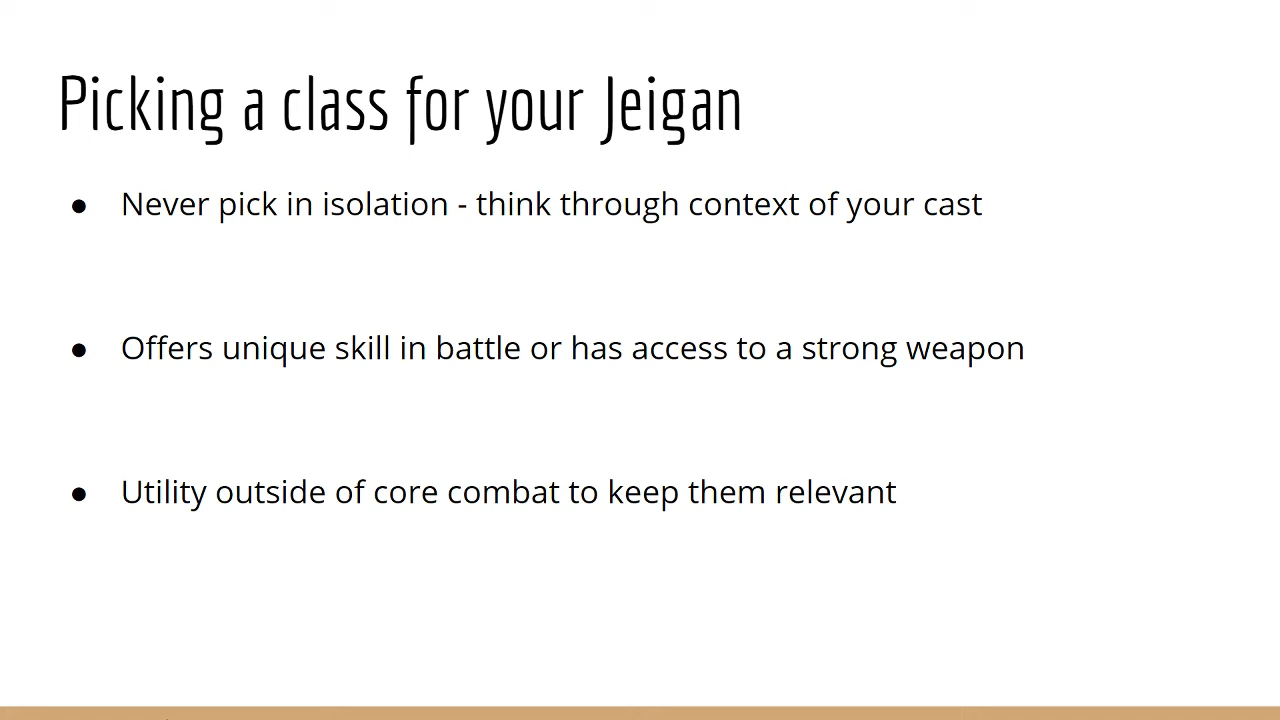 Picking a class for your Jeigan
● Never pick in isolation - think through context of your cast
● Offers unique skill in battle or has access to a strong weapon
● Utility outside of core combat to keep them relevant